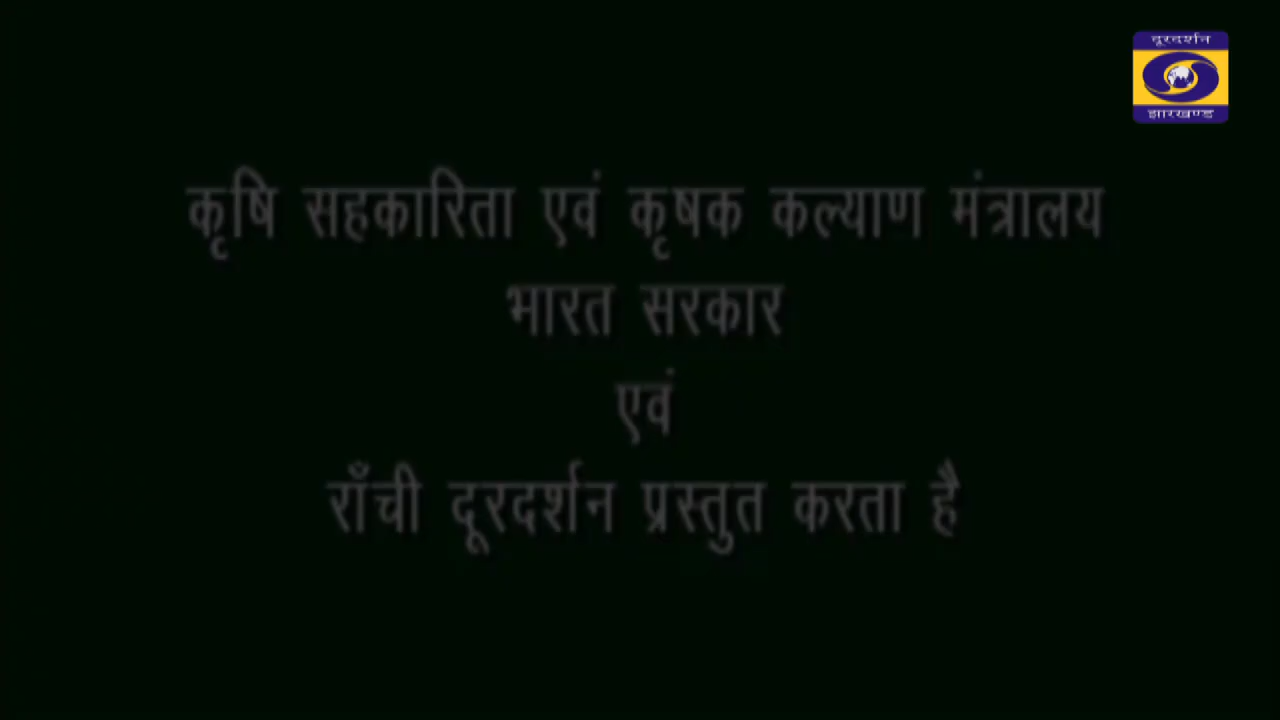 दूरदर्शन
झारखण्ड
कृषि सहकारिता एवं कृषक कल्याण मंत्रालय
भारत सरकार
एवं
राँची दूरदर्शन प्रस्तुत करता है